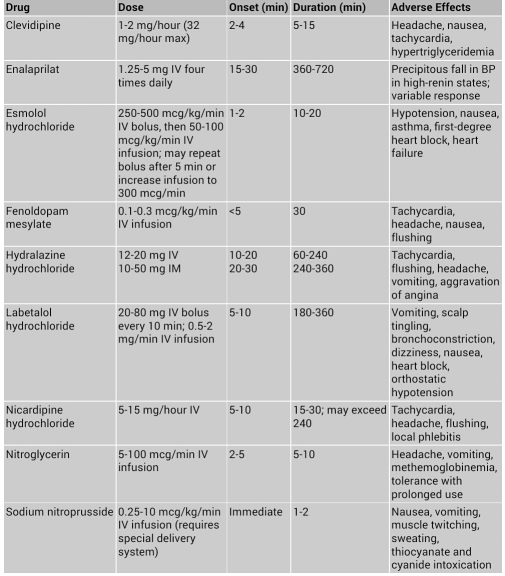 Drug Dose Onset (min) Duration (min) Adverse Effects
Clevidipine 1-2 mg/hour (32 2-4 5-15 Headache, nausea,
mg/hour max) tachycardia,
hypertriglyceridemia
Enalaprilat 1.25-5 mg IV four 15-30 360-720 Precipitous fall in BP
times daily in high-renin states;
variable response
Esmolol 250-500 mcg/kg/min 1-2 10-20 Hypotension, nausea,
hydrochloride IV bolus, then 50-100 asthma, first-degree
mcg/kg/min IV heart block, heart
infusion; may repeat failure
bolus after 5 min or
increase infusion to
300 mcg/min
Fenoldopam 0.1-0.3 mcg/kg/min <5 30 Tachycardia,
mesylate IV infusion headache, nausea,
flushing
Hydralazine 12-20 mg IV 10-20 60-240 Tachycardia,
hydrochloride 10-50 mg IM 20-30 240-360 flushing, headache,
vomiting, aggravation
of angina
Labetalol 20-80 mg IV bolus 5-10 180-360 Vomiting, scalp
hydrochloride every 10 min; 0.5-2 tingling,
mg/min IV infusion bronchoconstriction,
dizziness, nausea,
heart block,
orthostatic
hypotension
Nicardipine 5-15 mg/hour IV 5-10 15-30; may exceed Tachycardia,
hydrochloride 240 headache, flushing,
local phlebitis
Nitroglycerin 5-100 mcg/min IV 2-5 5-10 Headache, vomiting,
infusion methemoglobinemia,
tolerance with
prolonged use
Sodium nitroprusside 0.25-10 mcg/kg/min Immediate 1-2 Nausea, vomiting,
IV infusion (requires muscle twitching,
special delivery sweating,
system) thiocyanate and
cyanide intoxication